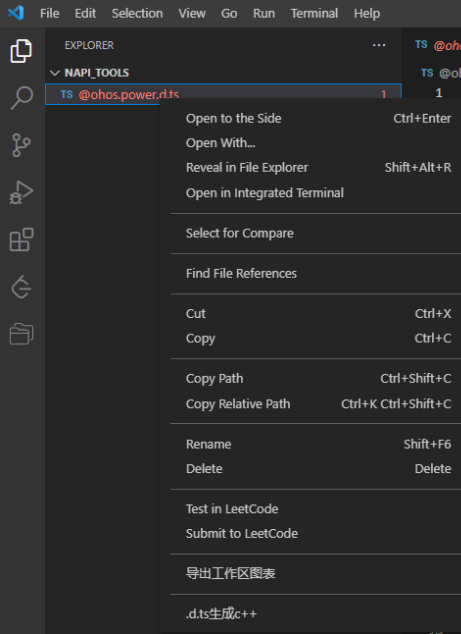 File Edit Selection View Go Run Terminal Help
EXPLORER ... TS @oho
NAPI_TOOLS TS @oh
TS @ohos.power.d.ts 1 1
Open to the Side Ctrl+Enter
Open With...
Reveal in File Explorer Shift+Alt+R
Open in Integrated Terminal
Select for Compare
Find File References
Cut Ctrl+X
Copy Ctrl+C
Copy Path Ctrl+Shift+C
Copy Relative Path Ctrl+K Ctrl+Shift+C
Rename Shift+F6
Delete Delete
Test in LeetCode
Submit to LeetCode
导出工作区图表
.d.ts生成c++